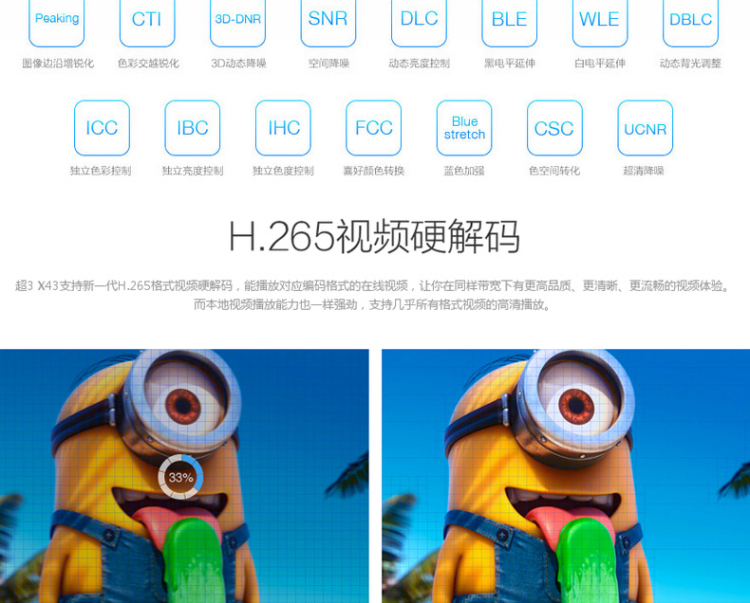 Peaking CTI 3D-DNR SNR DLC BLE WLE DBLC
图像边沿增锐化 色彩交越锐化 3D动态降噪 空间降噪 动态亮度控制 黑电平延伸 白电平延伸 动态背光调整
ICC IBC IHC FCC Blue stretch CSC UCNR
独立色彩控制 独立亮度控制 独立色度控制 喜好颜色转换 蓝色加强 色空间转化 超清降噪
H.265视频硬解码
超3 X43支持新一代H.265格式视频硬解码，能播放对应编码格式的在线视频，让你在同样带宽下有更高品质、更清晰、更流畅的视频体验。
而本地视频播放能力也一样强劲，支持几乎所有格式视频的高清播放。
33%